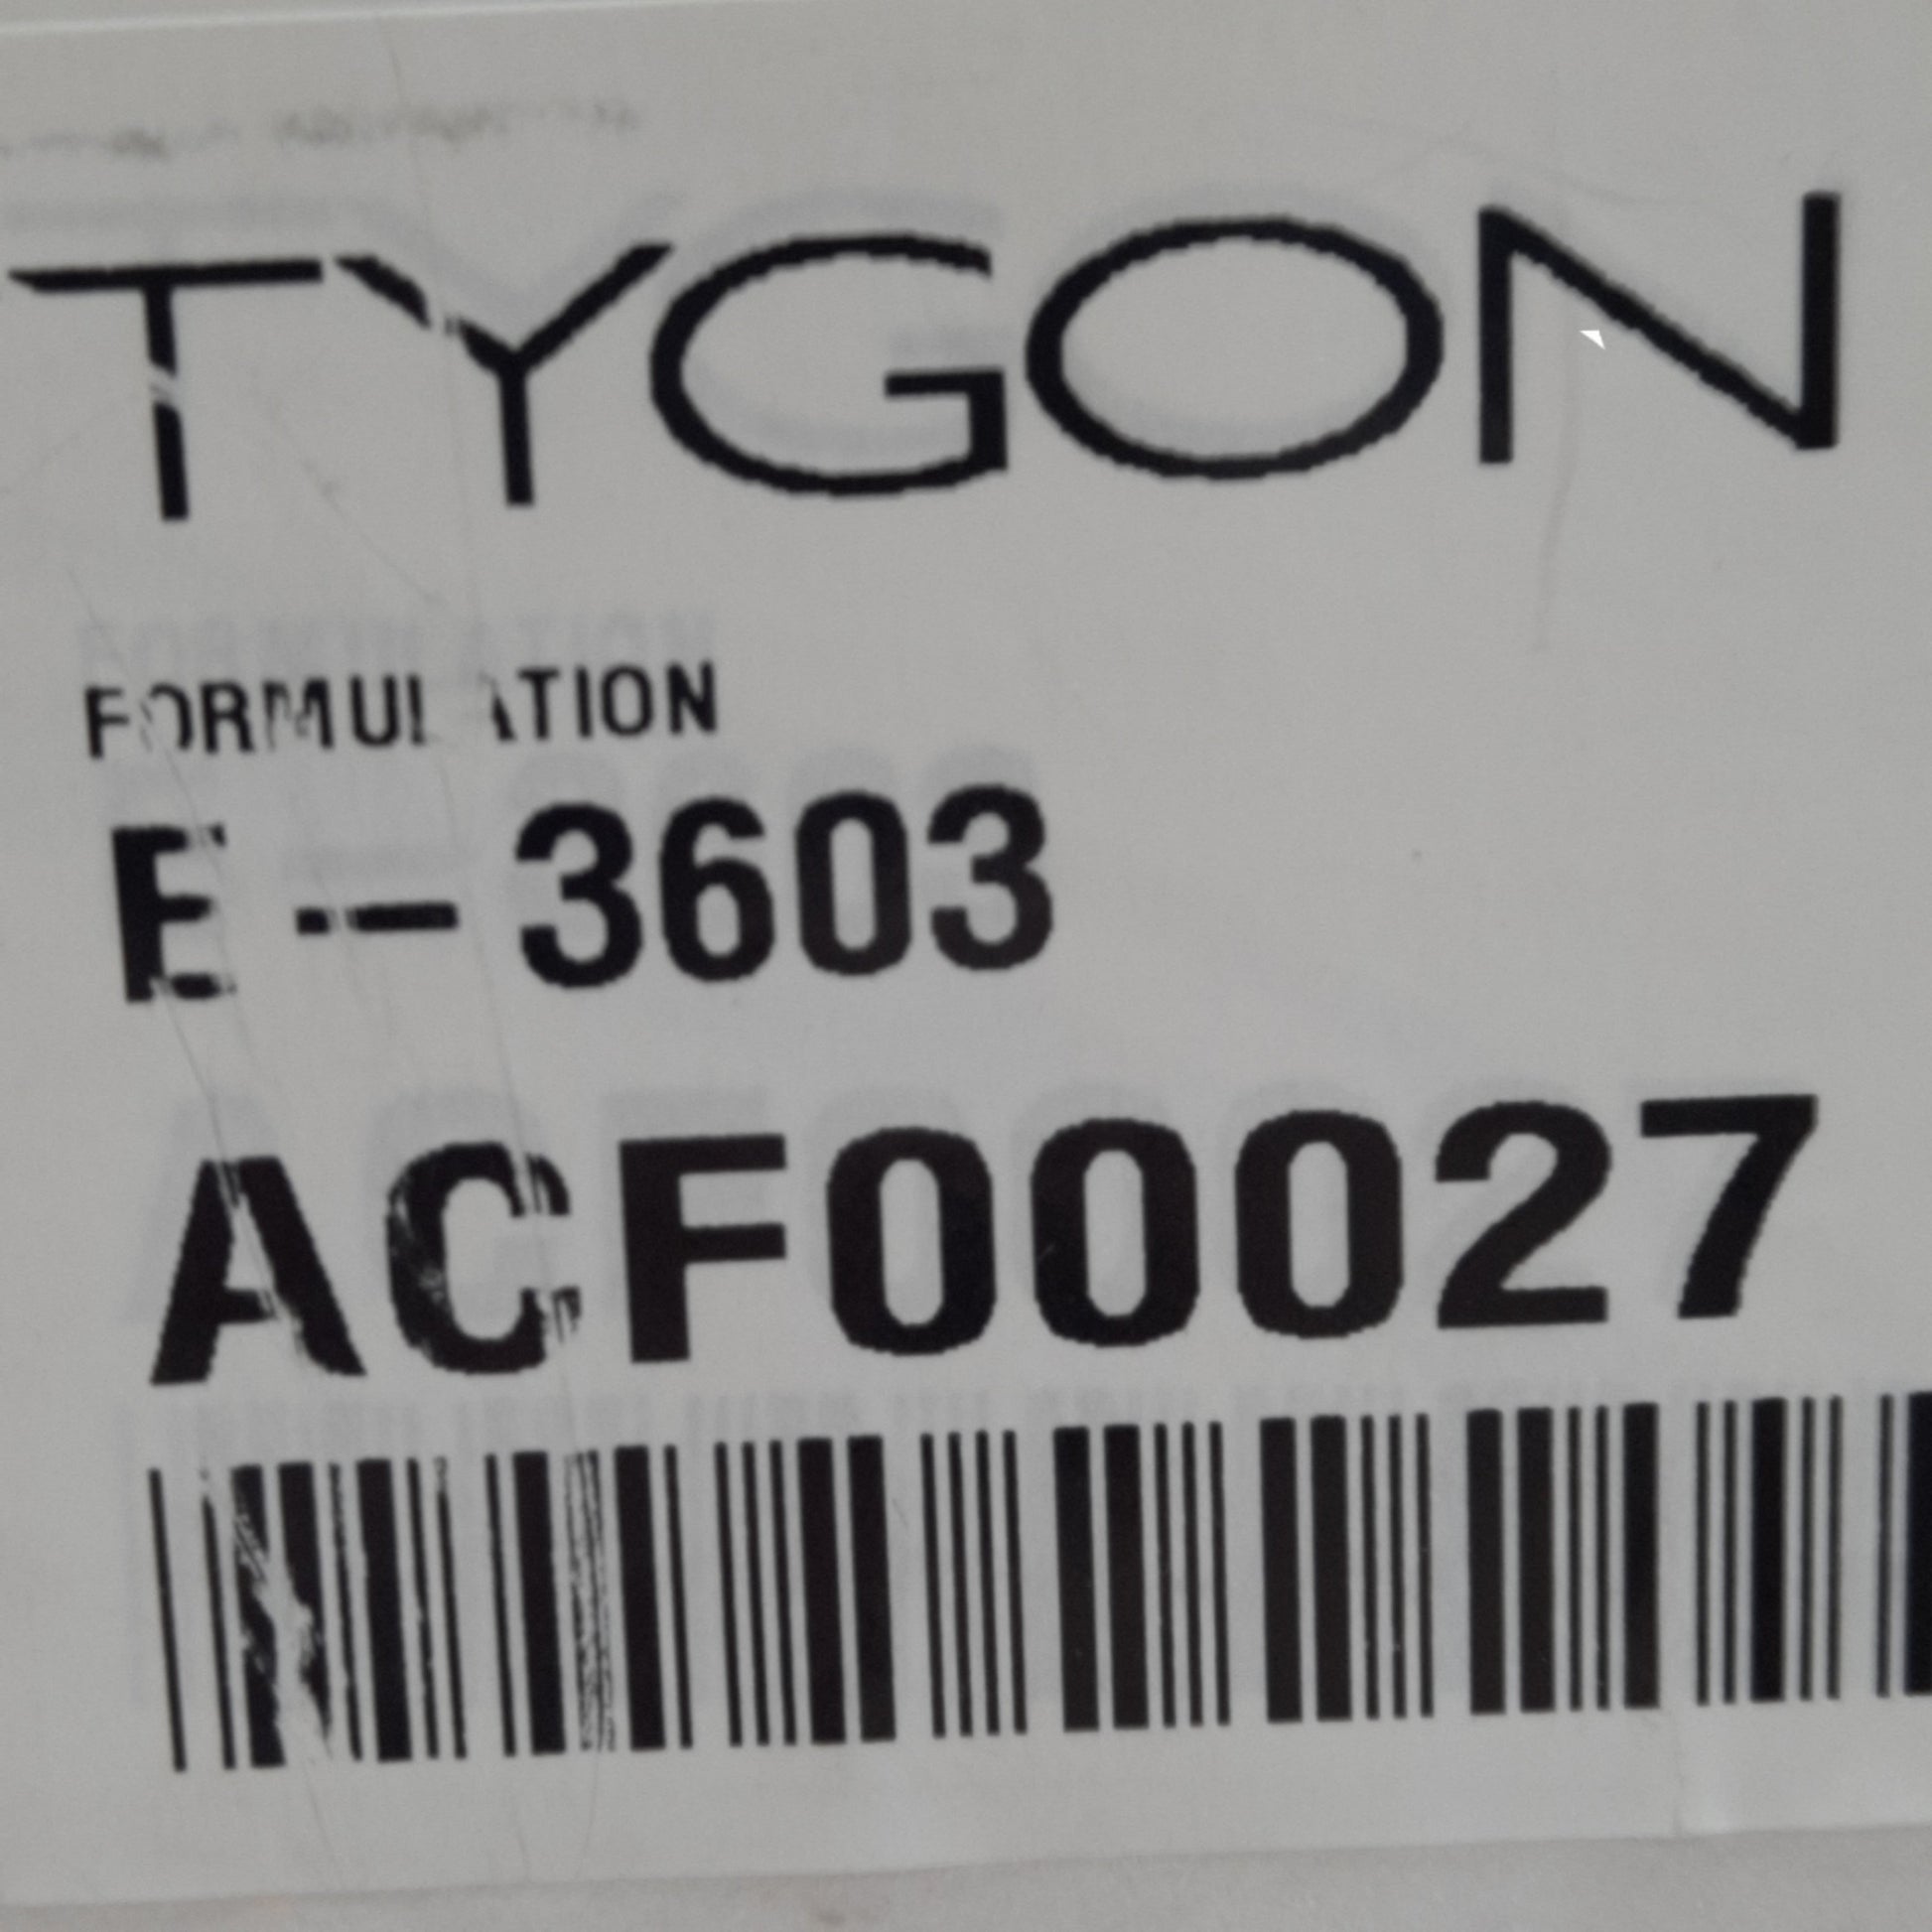 TYGON
FORMULATION
E-3603
ACF00027